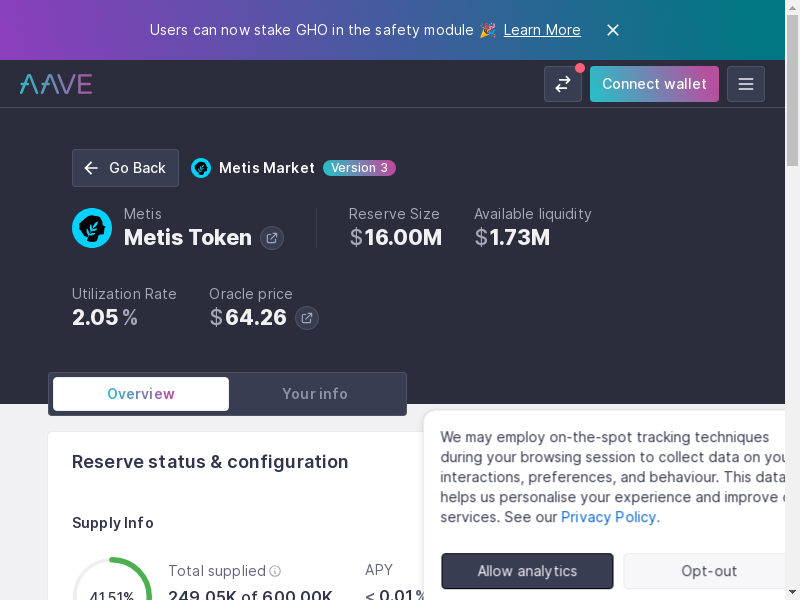 Users can now stake GHO in the safety module 🎉 Learn More
AAVE
Connect wallet
Go Back
Metis Market
Version 3
Metis
Metis Token
Reserve Size
$16.00M
Available liquidity
$1.73M
Utilization Rate
2.05 %
Oracle price
$64.26
Overview
Your info
Reserve status & configuration
Supply Info
41.51%
Total supplied
249.05K of 600.00K
APY
< 0.01%
We may employ on-the-spot tracking techniques
during your browsing session to collect data on you
interactions, preferences, and behaviour. This data
helps us personalise your experience and improve
services. See our Privacy Policy.
Allow analytics
Opt-out